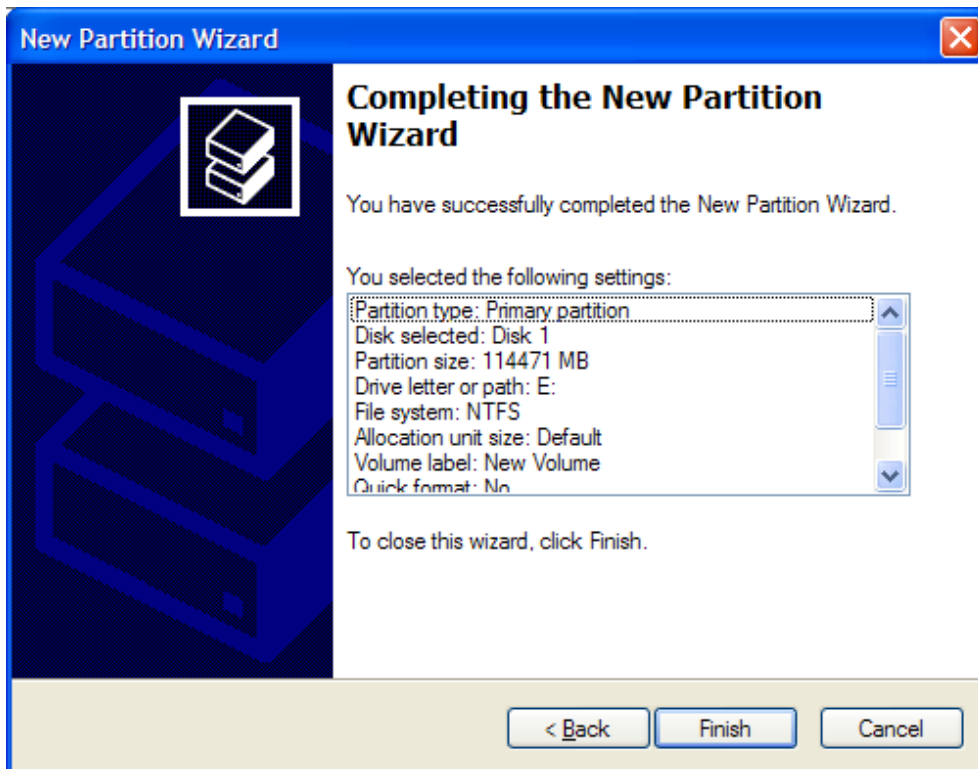 New Partition Wizard
Completing the New Partition
Wizard
You have successfully completed the New Partition Wizard.
You selected the following settings:
Partition type: Primary partition
Disk selected: Disk 1
Partition size: 114471 MB
Drive letter or path: E:
File system: NTFS
Allocation unit size: Default
Volume label: New Volume
Quick format: No
To close this wizard, click Finish.
< Back
Finish
Cancel